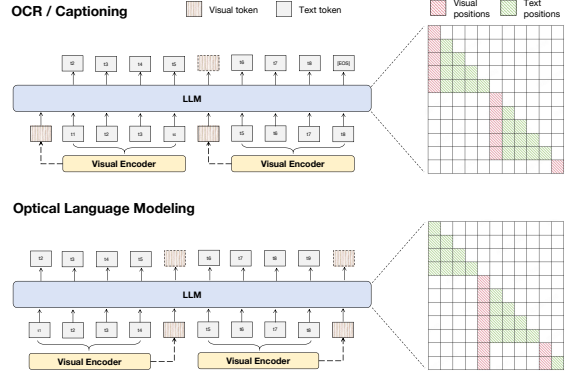 OCR / Captioning
Visual token
Text token
Visual positions
Text positions
t2 t3 t4 t5 t6 t7 t8 [EOS]
LLM
t1 t2 t3 t5 t6 t7 t8
Visual Encoder Visual Encoder
Optical Language Modeling
t2 t3 t4 t5 t6 t7 t8 t9
LLM
t1 t2 t3 t4 t5 t6 t7 t8
Visual Encoder Visual Encoder